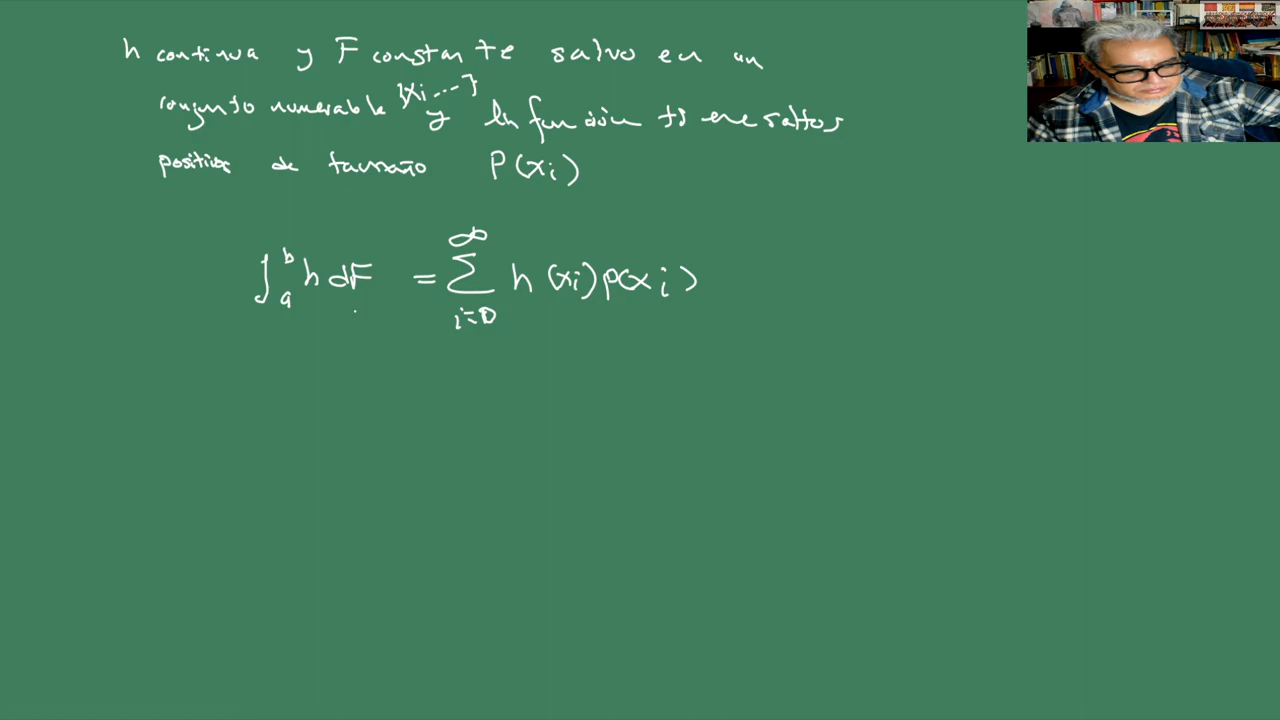 h continua y F constante salvo en un
conjunto numerable {xi ...} y la función tiene saltos
positivos de tamaño P(xi)
∫_a^b h dF = ∑_{i=0}^∞ h(xi) p(xi)